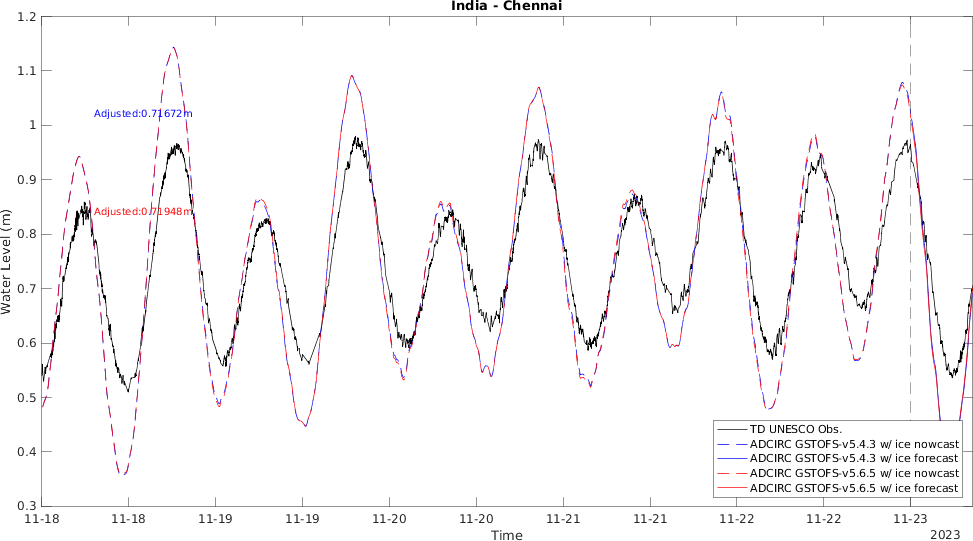 India - Chennai
1.2
1.1
1
0.9
0.8
0.7
0.6
0.5
0.4
0.3
Water Level (m)
Adjusted:0.71672m
Adjusted:0.71948m
TD UNESCO Obs.
ADCIRC GSTOFS-v5.4.3 w/ ice nowcast
ADCIRC GSTOFS-v5.4.3 w/ ice forecast
ADCIRC GSTOFS-v5.6.5 w/ ice nowcast
ADCIRC GSTOFS-v5.6.5 w/ ice forecast
11-18 11-18 11-19 11-19 11-20 11-20 11-21 11-21 11-22 11-22 11-23
Time
2023